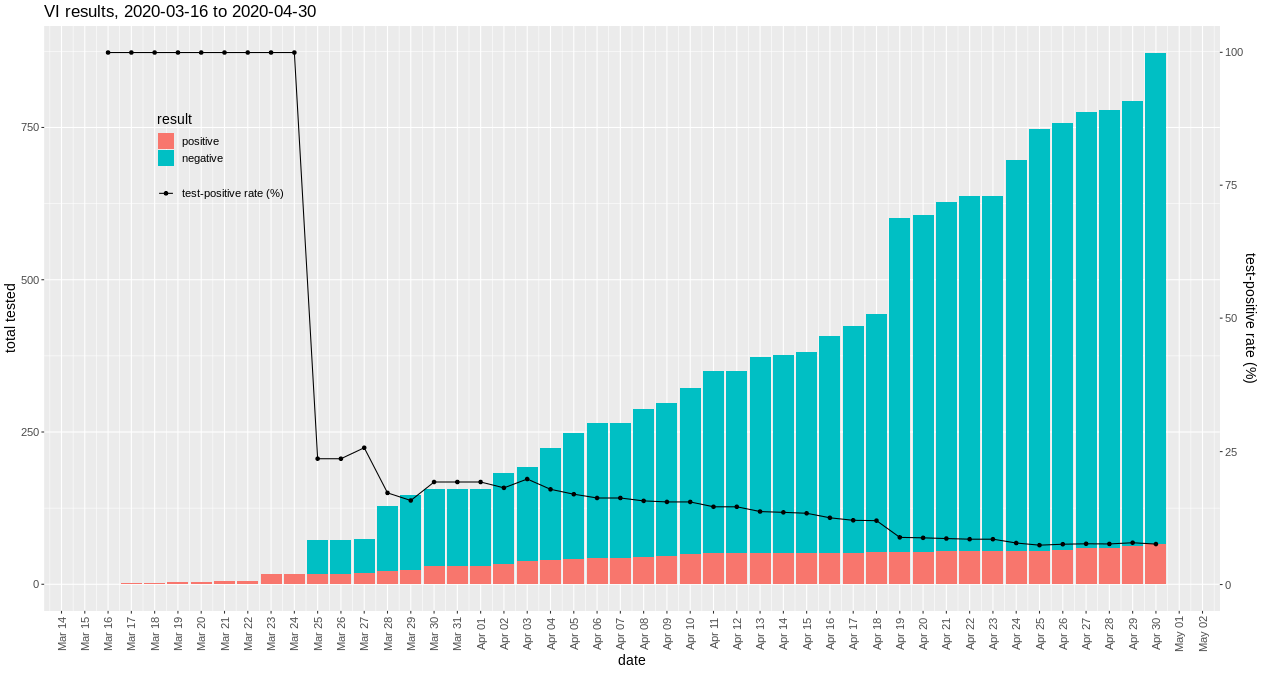 VI results, 2020-03-16 to 2020-04-30
total tested
750
500
250
0
result
positive
negative
test-positive rate (%)
100
75
50
25
0
test-positive rate (%)
Mar 14
Mar 15
Mar 16
Mar 17
Mar 18
Mar 19
Mar 20
Mar 21
Mar 22
Mar 23
Mar 24
Mar 25
Mar 26
Mar 27
Mar 28
Mar 29
Mar 30
Mar 31
Apr 01
Apr 02
Apr 03
Apr 04
Apr 05
Apr 06
Apr 07
Apr 08
Apr 09
Apr 10
Apr 11
Apr 12
Apr 13
Apr 14
Apr 15
Apr 16
Apr 17
Apr 18
Apr 19
Apr 20
Apr 21
Apr 22
Apr 23
Apr 24
Apr 25
Apr 26
Apr 27
Apr 28
Apr 29
Apr 30
May 01
May 02
date